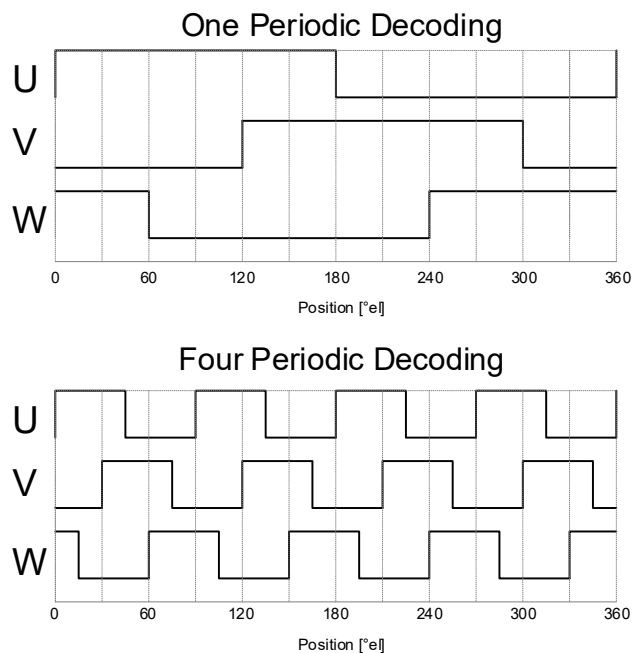 One Periodic Decoding
U
V
W
0 60 120 180 240 300 360
Position [°el]
Four Periodic Decoding
U
V
W
0 60 120 180 240 300 360
Position [°el]